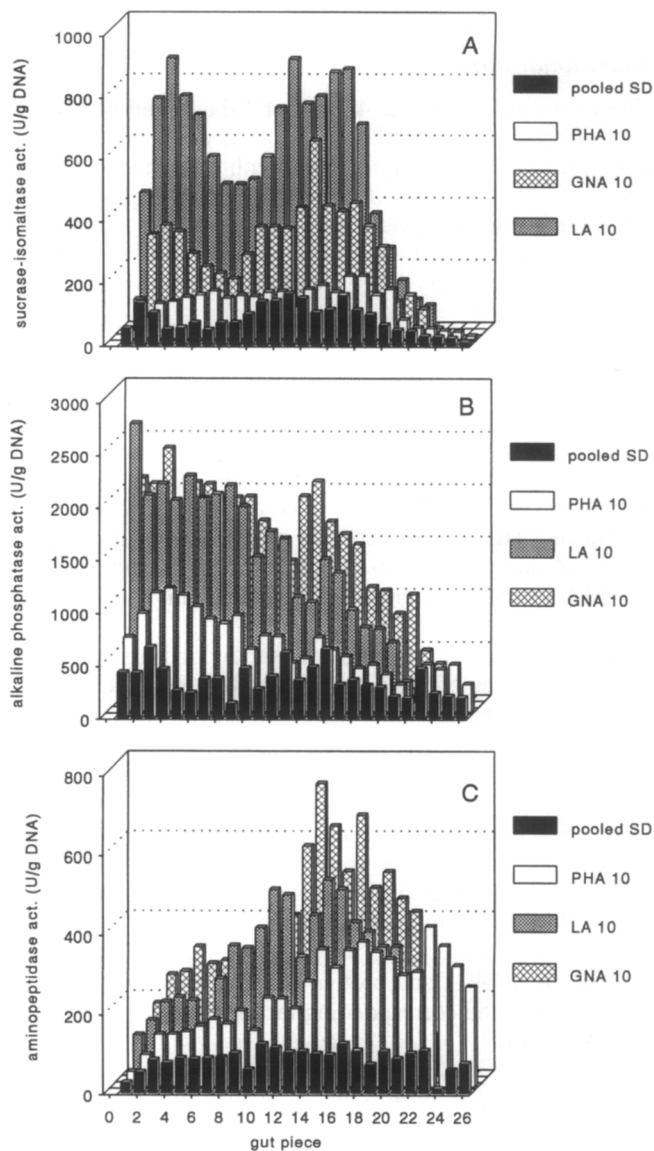 A
sucrase-isomaltase act. (U/g DNA)
1000
800
600
400
200
0
pooled SD
PHA 10
GNA 10
LA 10
B
alkaline phosphatase act. (U/g DNA)
3000
2500
2000
1500
1000
500
0
pooled SD
PHA 10
LA 10
GNA 10
C
aminopeptidase act. (U/g DNA)
800
600
400
200
0
pooled SD
PHA 10
LA 10
GNA 10
0 2 4 6 8 10 12 14 16 18 20 22 24 26
gut piece